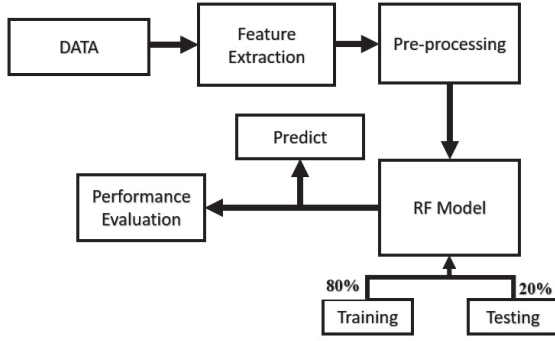 DATA
Feature
Extraction
Pre-processing
Predict
Performance
Evaluation
RF Model
80%
20%
Training
Testing